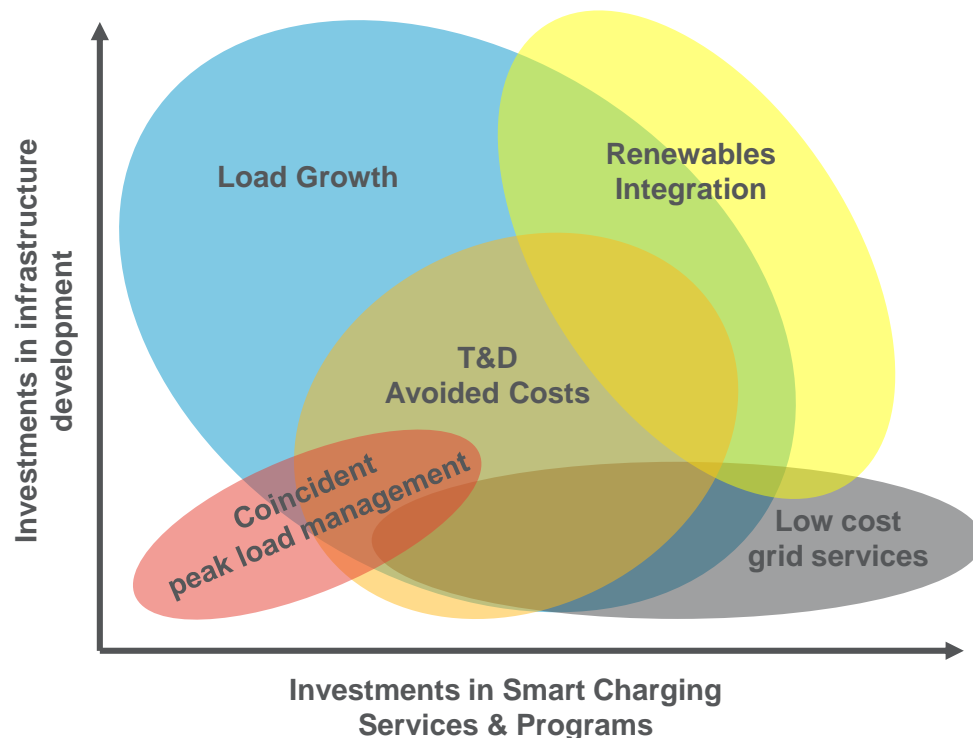 Investments in infrastructure
development
Load Growth
Renewables
Integration
T&D
Avoided Costs
Coincident
peak load management
Low cost
grid services
Investments in Smart Charging
Services & Programs